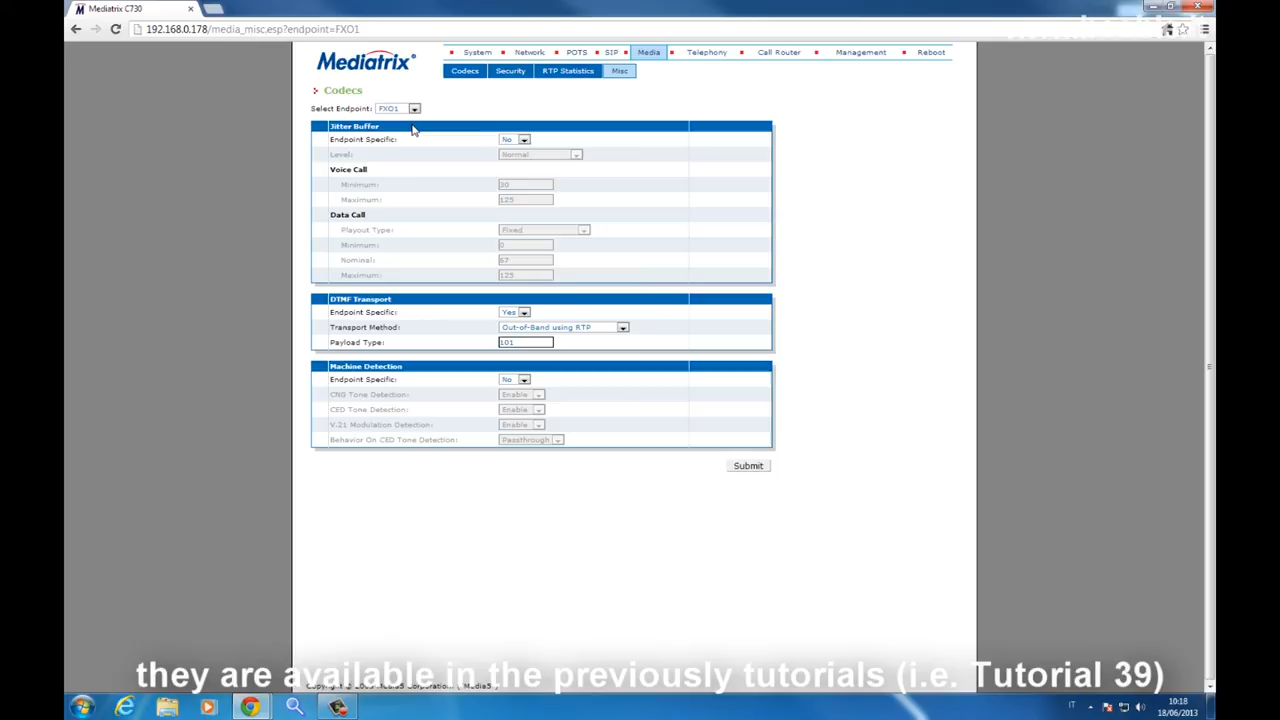 Mediatrix C730
192.168.0.178/media_misc.esp?endpoint=FXO1
Mediatrix®
System Network POTS SIP Media Telephony Call Router Management Reboot
Codecs Security RTP Statistics Misc
Codecs
Select Endpoint: FXO1
Jitter Buffer
Endpoint Specific: No
Level: Normal
Voice Call
Minimum: 30
Maximum: 125
Data Call
Playout Type: Fixed
Minimum: 0
Nominal: 67
Maximum: 125
DTMF Transport
Endpoint Specific: Yes
Transport Method: Out-of-Band using RTP
Payload Type: 101
Machine Detection
Endpoint Specific: No
CNG Tone Detection: Enable
CED Tone Detection: Enable
V.21 Modulation Detection: Enable
Behavior On CED Tone Detection: Passthrough
Submit
they are available in the previously tutorials (i.e. Tutorial 39)
IT
10:18
18/06/2013